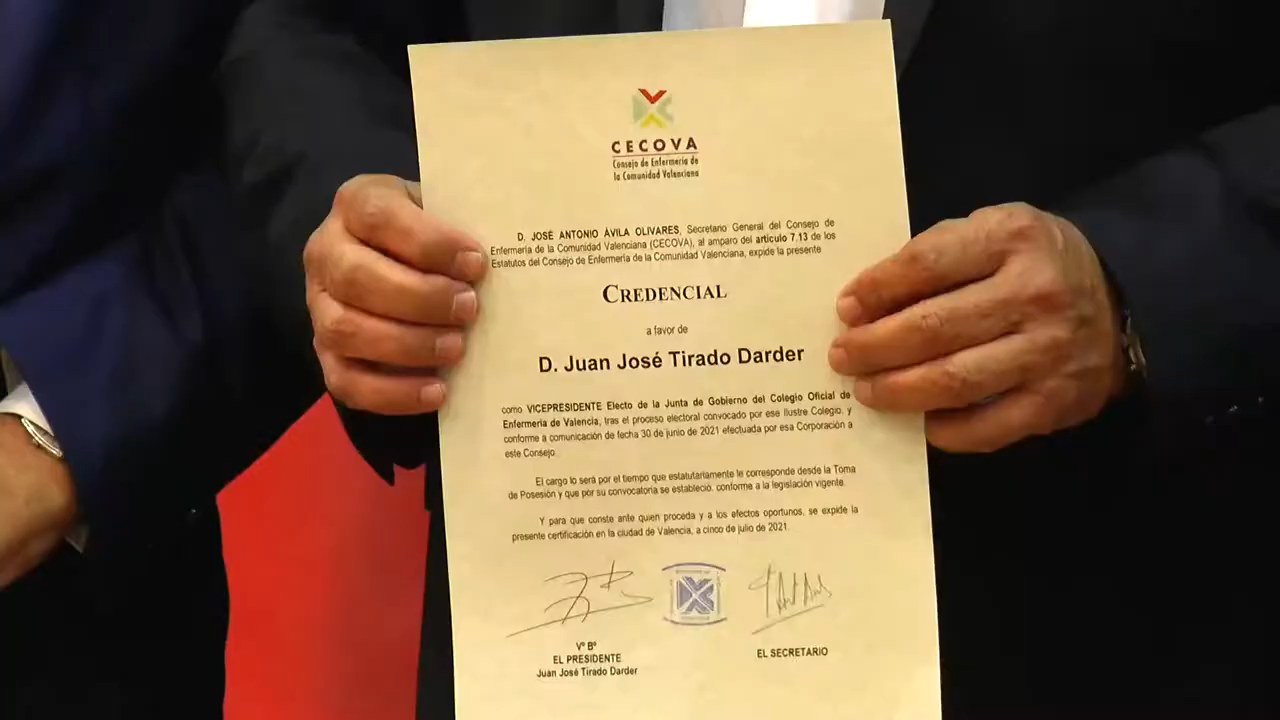 CECOVA
Consejo de Enfermería de
la Comunidad Valenciana
D. JOSÉ ANTONIO ÁVILA OLIVARES, Secretario General del Consejo de
Enfermería de la Comunidad Valenciana (CECOVA), al amparo del artículo 7.13 de los
Estatutos del Consejo de Enfermería de la Comunidad Valenciana, expide la presente
CREDENCIAL
a favor de
D. Juan José Tirado Darder
como VICEPRESIDENTE Electo de la Junta de Gobierno del Colegio Oficial de
Enfermería de Valencia, tras el proceso electoral convocado por ese Ilustre Colegio, y
conforme a comunicación de fecha 30 de junio de 2021 efectuada por esa Corporación a
este Consejo.
El cargo lo será por el tiempo que estatutariamente le corresponde desde la Toma
de Posesión y que por su convocatoria se estableció, conforme a la legislación vigente.
Y para que conste ante quien proceda y a los efectos oportunos, se expide la
presente certificación en la ciudad de Valencia, a cinco de julio de 2021.
Vº Bº
EL PRESIDENTE
Juan José Tirado Darder
EL SECRETARIO